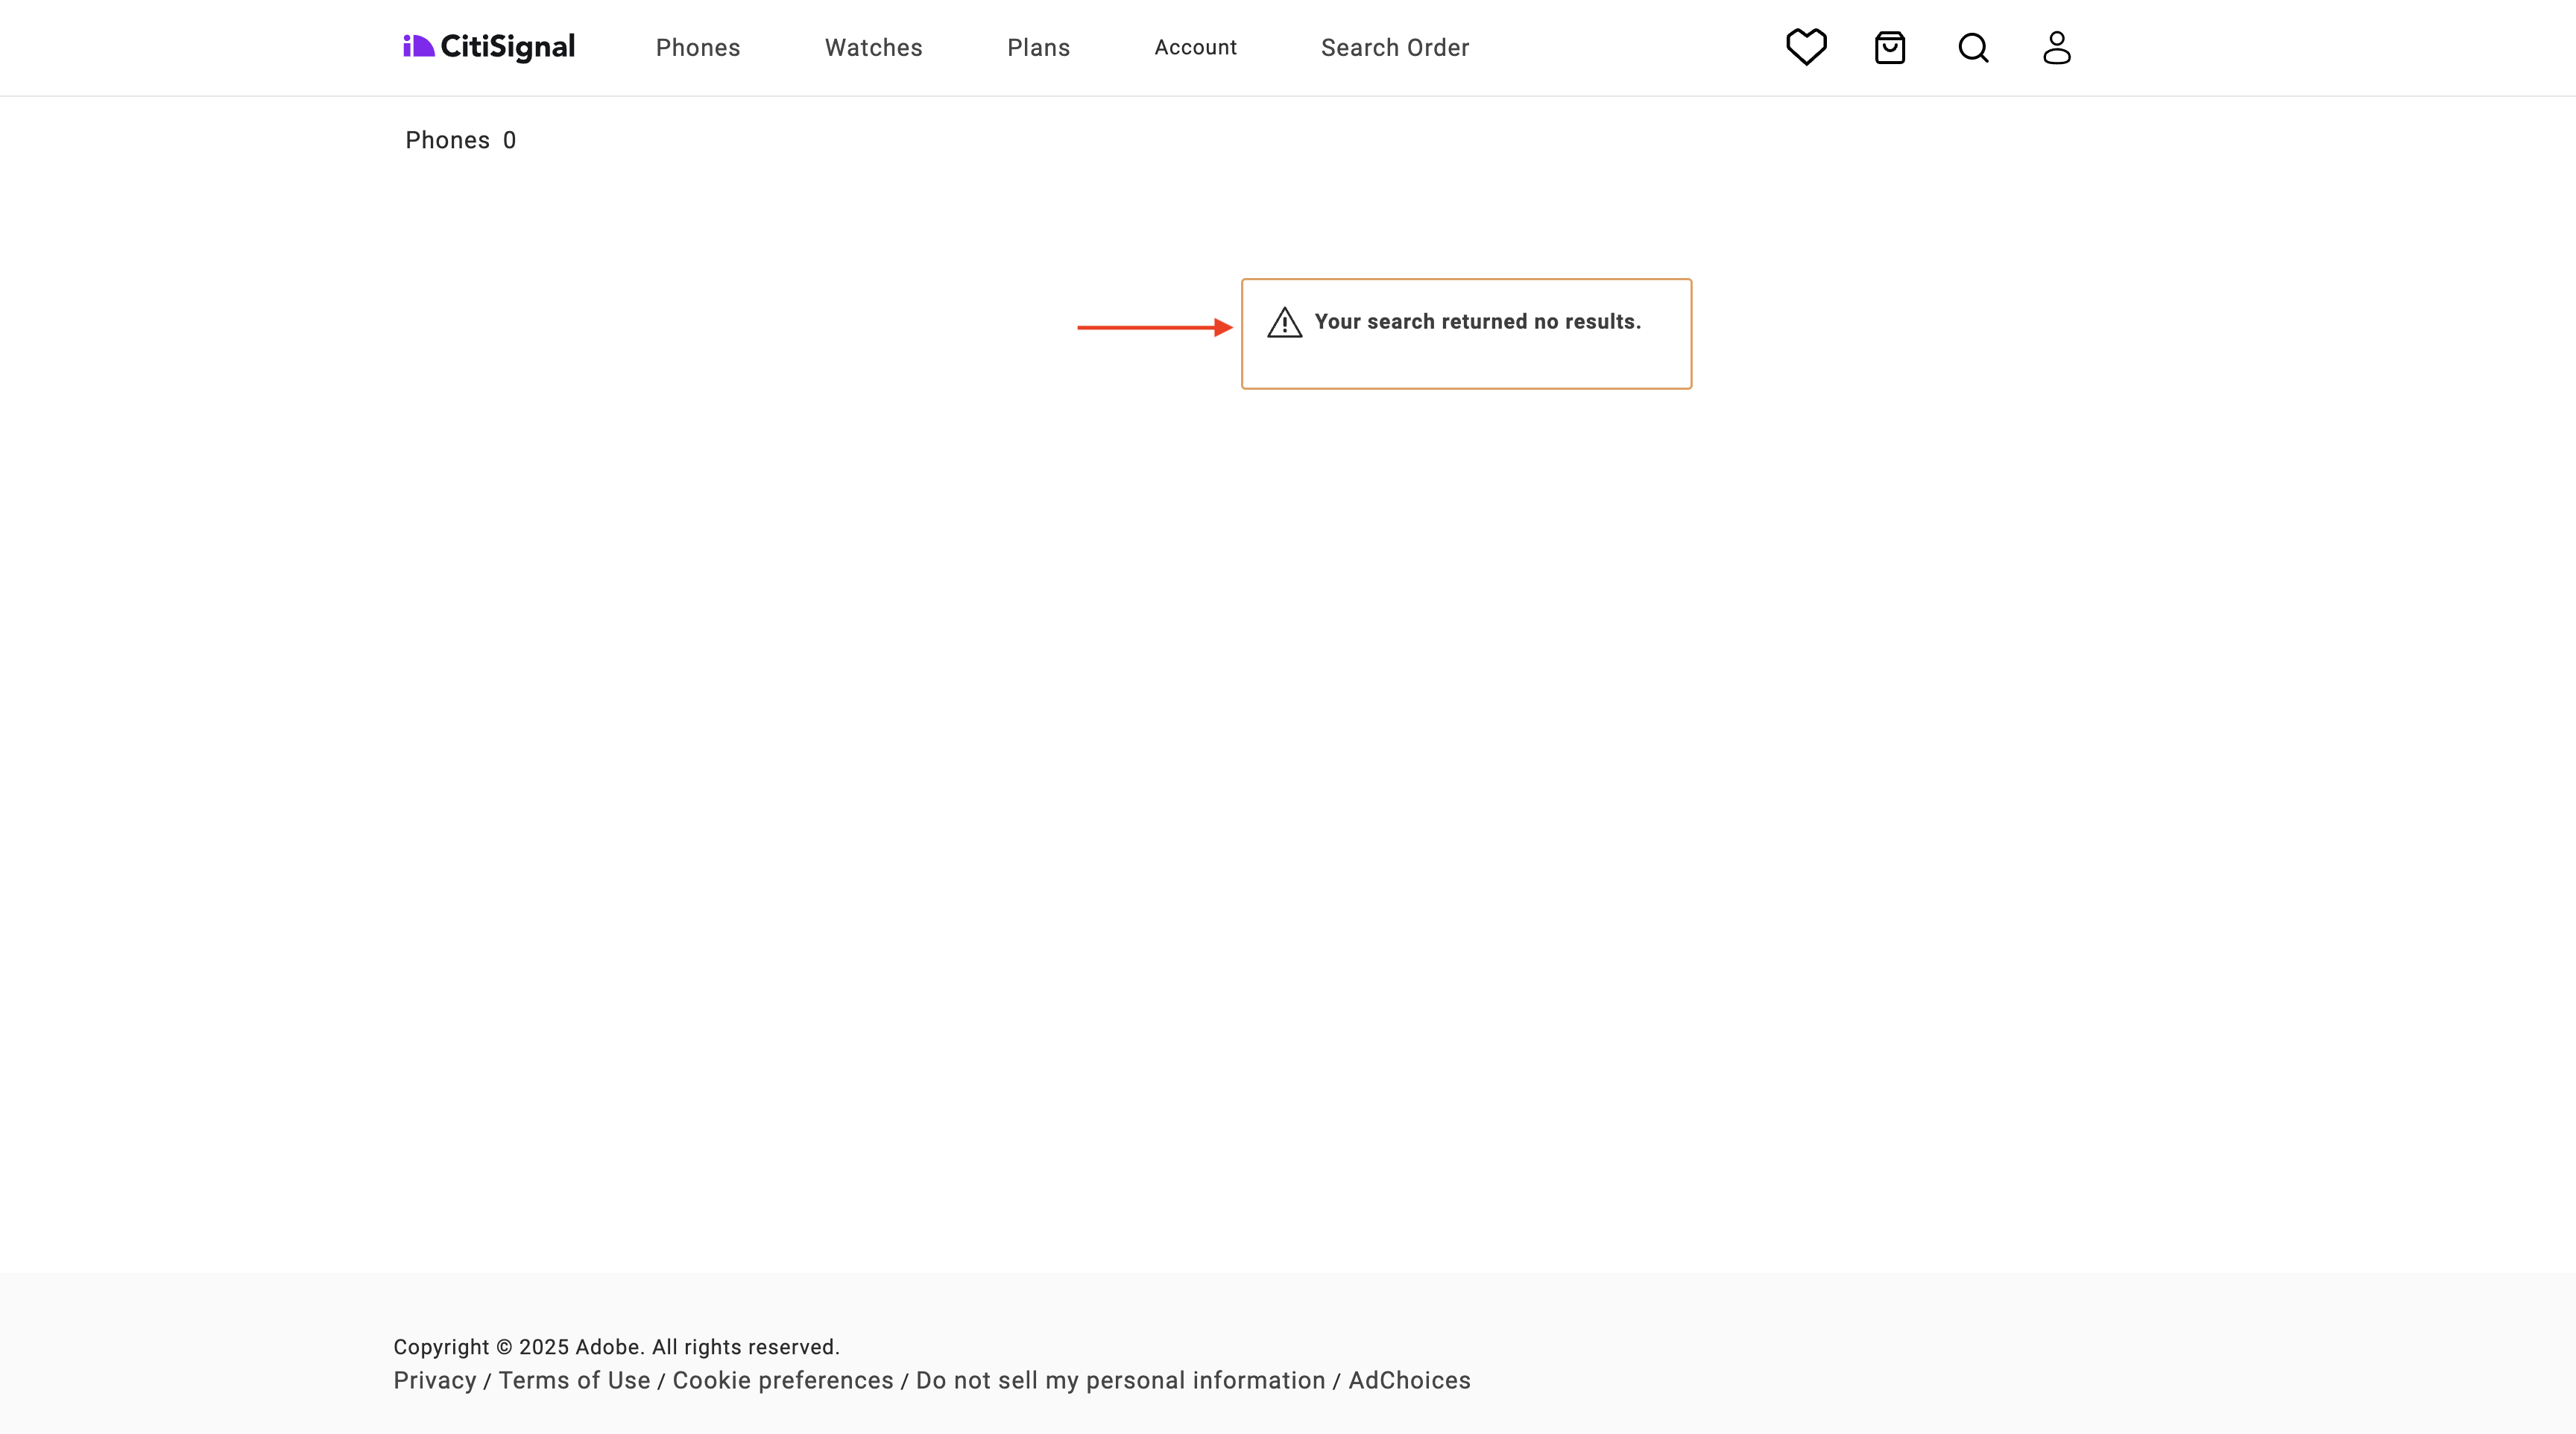 CitiSignal Phones Watches Plans Account Search Order
Phones 0
Your search returned no results.
Copyright © 2025 Adobe. All rights reserved.
Privacy / Terms of Use / Cookie preferences / Do not sell my personal information / AdChoices